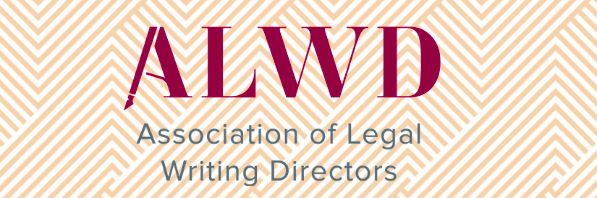 ALWD
Association of Legal
Writing Directors